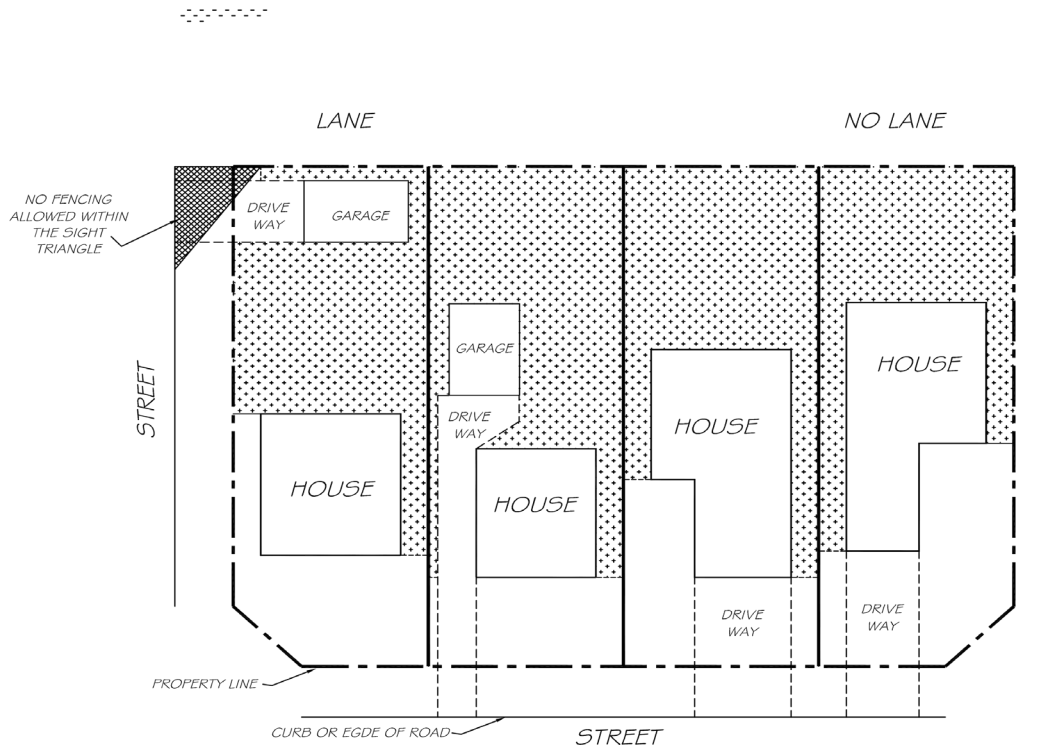 LANE
NO LANE
NO FENCING
ALLOWED WITHIN
THE SIGHT
TRIANGLE
DRIVE
WAY
GARAGE
GARAGE
HOUSE
STREET
DRIVE
WAY
HOUSE
HOUSE
HOUSE
DRIVE
WAY
DRIVE
WAY
PROPERTY LINE
CURB OR EGDE OF ROAD
STREET